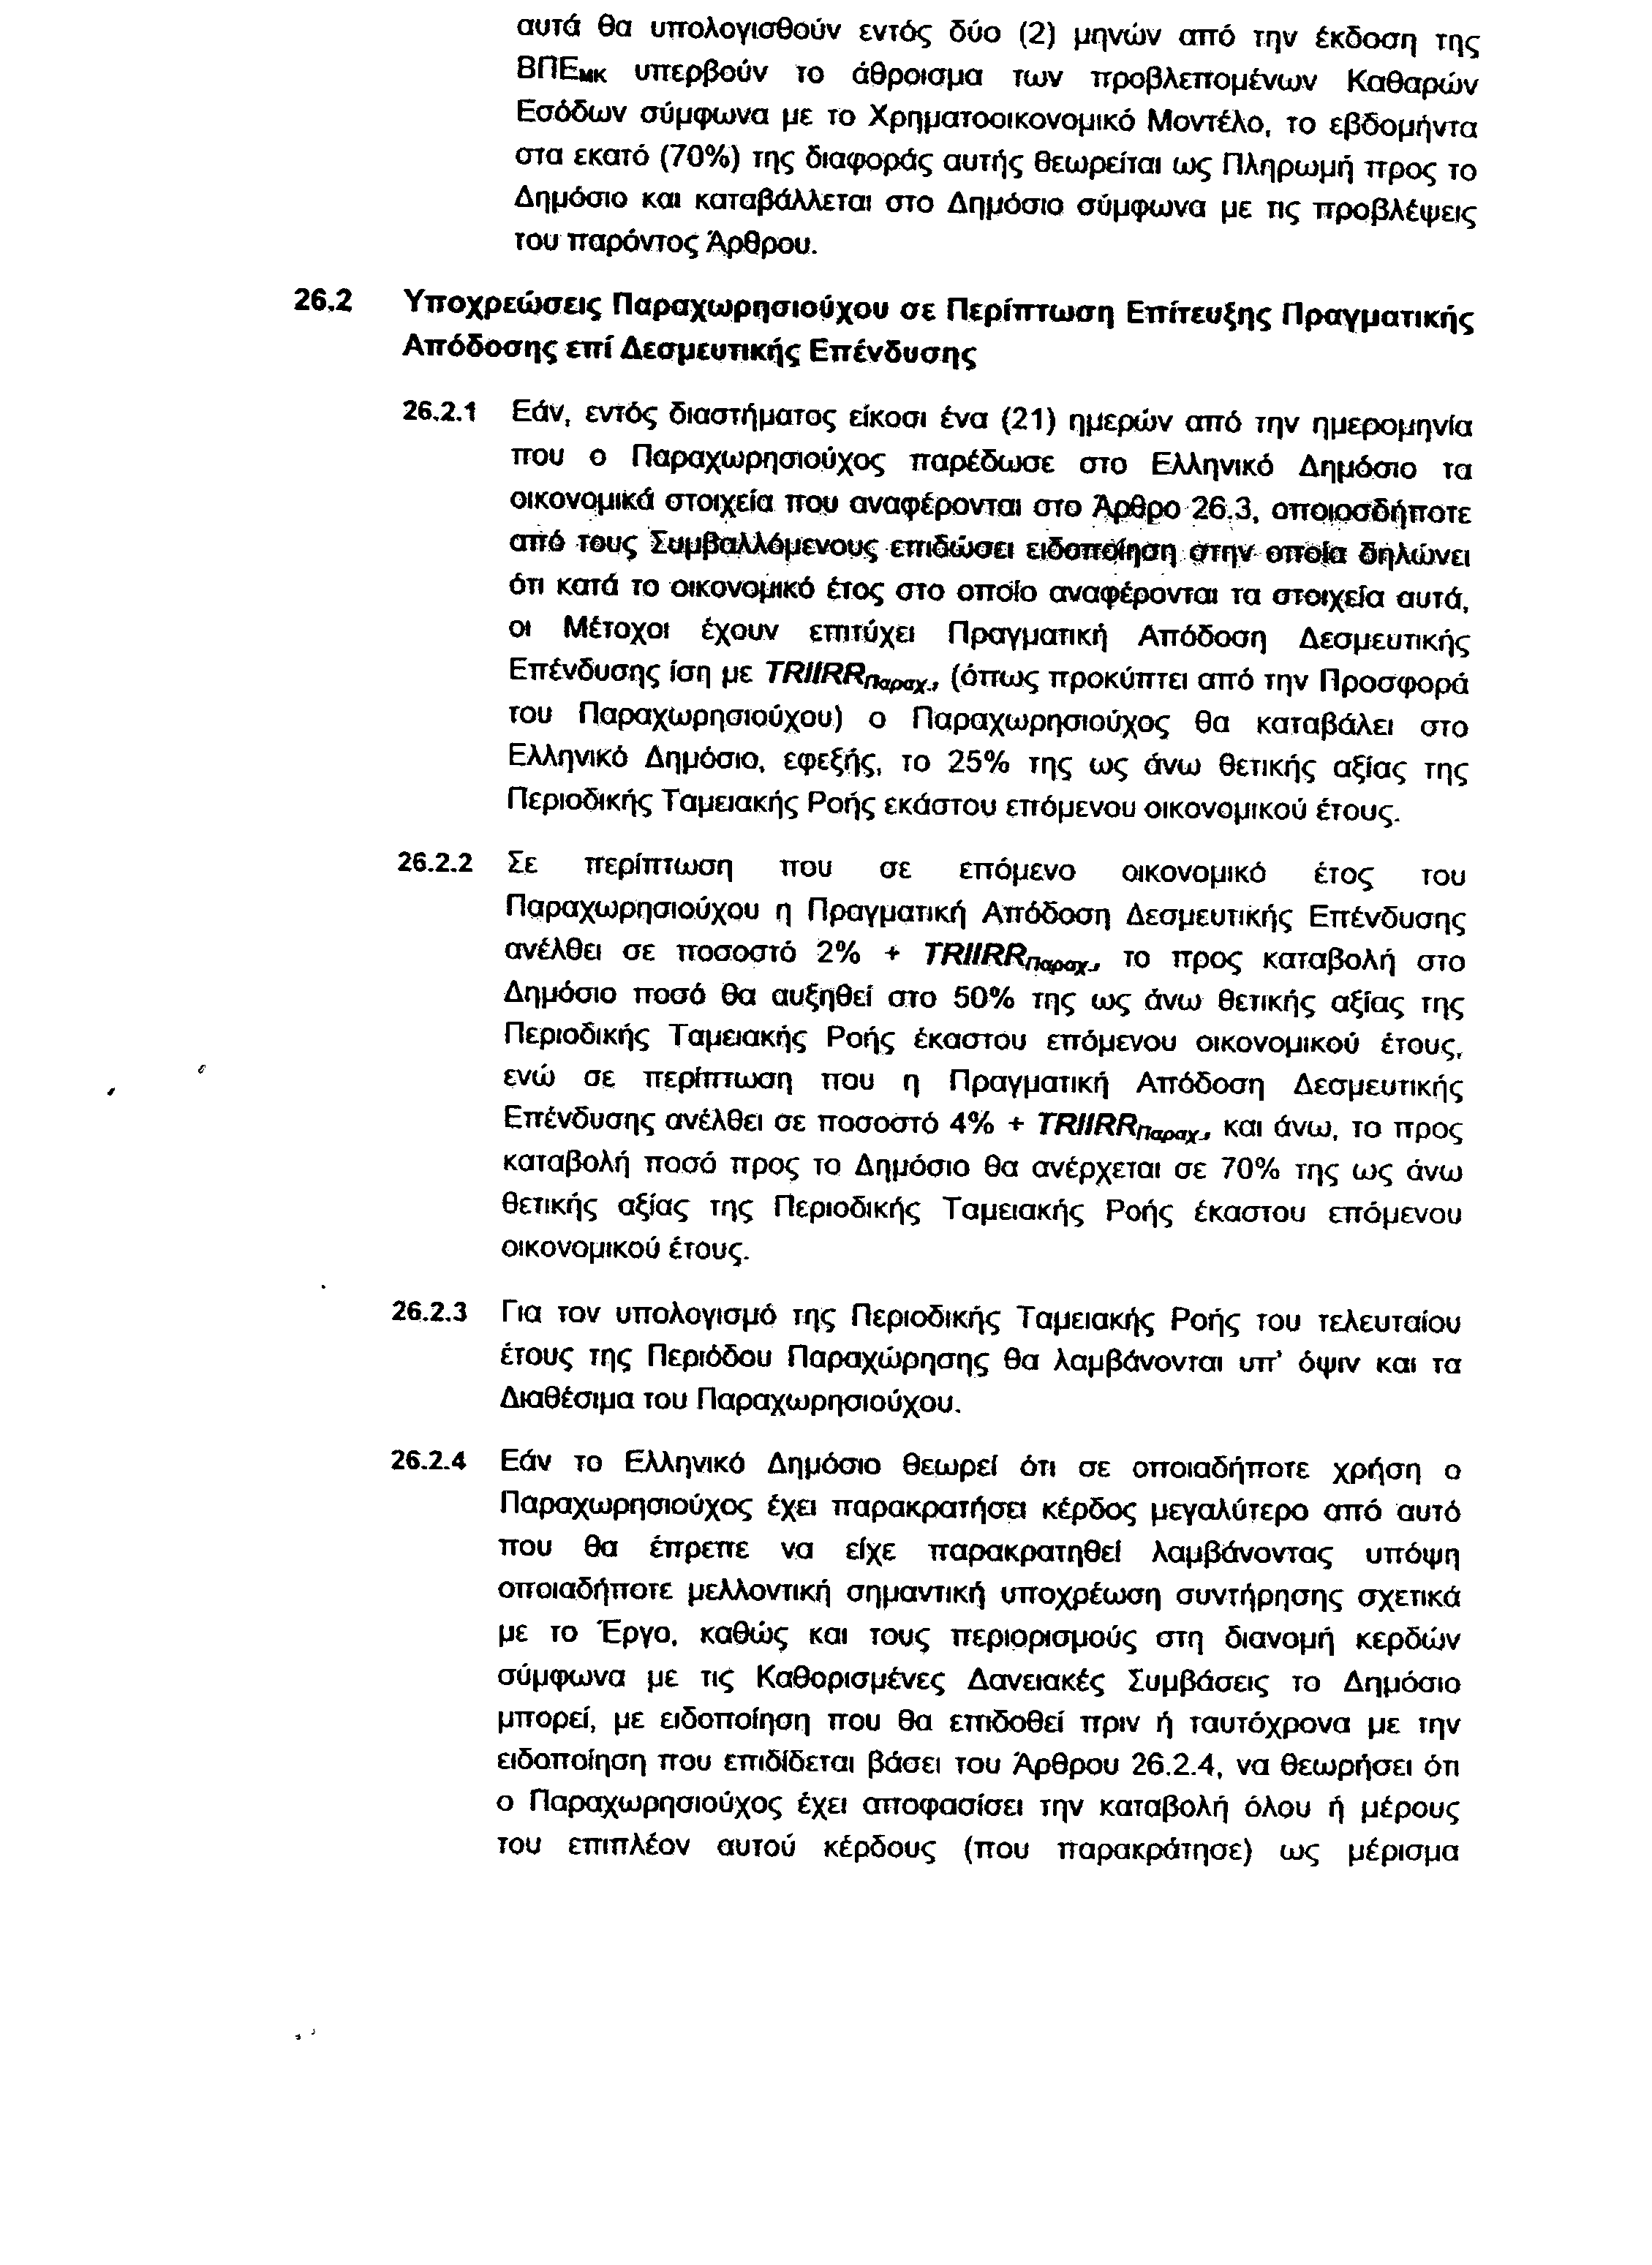 αυτά θα υπολογισθούν εντός δύο (2) μηνών από την έκδοση της
ΒΠΕΜΚ υπερβούν το άθροισμα των προβλεπομένων Καθαρών
Εσόδων σύμφωνα με το Χρηματοοικονομικό Μοντέλο, το εβδομήντα
στα εκατό (70%) της διαφοράς αυτής θεωρείται ως Πληρωμή προς το
Δημόσιο και καταβάλλεται στο Δημόσιο σύμφωνα με τις προβλέψεις
του παρόντος Άρθρου.
26.2 Υποχρεώσεις Παραχωρησιούχου σε Περίπτωση Επίτευξης Πραγματικής
Απόδοσης επί Δεσμευτικής Επένδυσης
26.2.1 Εάν, εντός διαστήματος είκοσι ένα (21) ημερών από την ημερομηνία
που ο Παραχωρησιούχος παρέδωσε στο Ελληνικό Δημόσιο τα
οικονομικά στοιχεία που αναφέρονται στο Άρθρο 26.3, οποιοσδήποτε
από τους Συμβαλλόμενους επιδώσει ειδοποίηση στην οποία δηλώνει
ότι κατά το οικονομικό έτος στο οποίο αναφέρονται τα στοιχεία αυτά,
οι Μέτοχοι έχουν επιτύχει Πραγματική Απόδοση Δεσμευτικής
Επένδυσης ίση με TRIIRRΠαραχ., (όπως προκύπτει από την Προσφορά
του Παραχωρησιούχου) ο Παραχωρησιούχος θα καταβάλει στο
Ελληνικό Δημόσιο, εφεξής, το 25% της ως άνω θετικής αξίας της
Περιοδικής Ταμειακής Ροής εκάστου επόμενου οικονομικού έτους.
26.2.2 Σε περίπτωση που σε επόμενο οικονομικό έτος του
Παραχωρησιούχου η Πραγματική Απόδοση Δεσμευτικής Επένδυσης
ανέλθει σε ποσοστό 2% + TRIIRRΠαραχ., το προς καταβολή στο
Δημόσιο ποσό θα αυξηθεί στο 50% της ως άνω θετικής αξίας της
Περιοδικής Ταμειακής Ροής έκαστου επόμενου οικονομικού έτους,
ενώ σε περίπτωση που η Πραγματική Απόδοση Δεσμευτικής
Επένδυσης ανέλθει σε ποσοστό 4% + TRIIRRΠαραχ., και άνω, το προς
καταβολή ποσό προς το Δημόσιο θα ανέρχεται σε 70% της ως άνω
θετικής αξίας της Περιοδικής Ταμειακής Ροής έκαστου επόμενου
οικονομικού έτους.
26.2.3 Για τον υπολογισμό της Περιοδικής Ταμειακής Ροής του τελευταίου
έτους της Περιόδου Παραχώρησης θα λαμβάνονται υπ' όψιν και τα
Διαθέσιμα του Παραχωρησιούχου.
26.2.4 Εάν το Ελληνικό Δημόσιο θεωρεί ότι σε οποιαδήποτε χρήση ο
Παραχωρησιούχος έχει παρακρατήσει κέρδος μεγαλύτερο από αυτό
που θα έπρεπε να είχε παρακρατηθεί λαμβάνοντας υπόψη
οποιαδήποτε μελλοντική σημαντική υποχρέωση συντήρησης σχετικά
με το Έργο, καθώς και τους περιορισμούς στη διανομή κερδών
σύμφωνα με τις Καθορισμένες Δανειακές Συμβάσεις το Δημόσιο
μπορεί, με ειδοποίηση που θα επιδοθεί πριν ή ταυτόχρονα με την
ειδοποίηση που επιδίδεται βάσει του Άρθρου 26.2.4, να θεωρήσει ότι
ο Παραχωρησιούχος έχει αποφασίσει την καταβολή όλου ή μέρους
του επιπλέον αυτού κέρδους (που παρακράτησε) ως μέρισμα